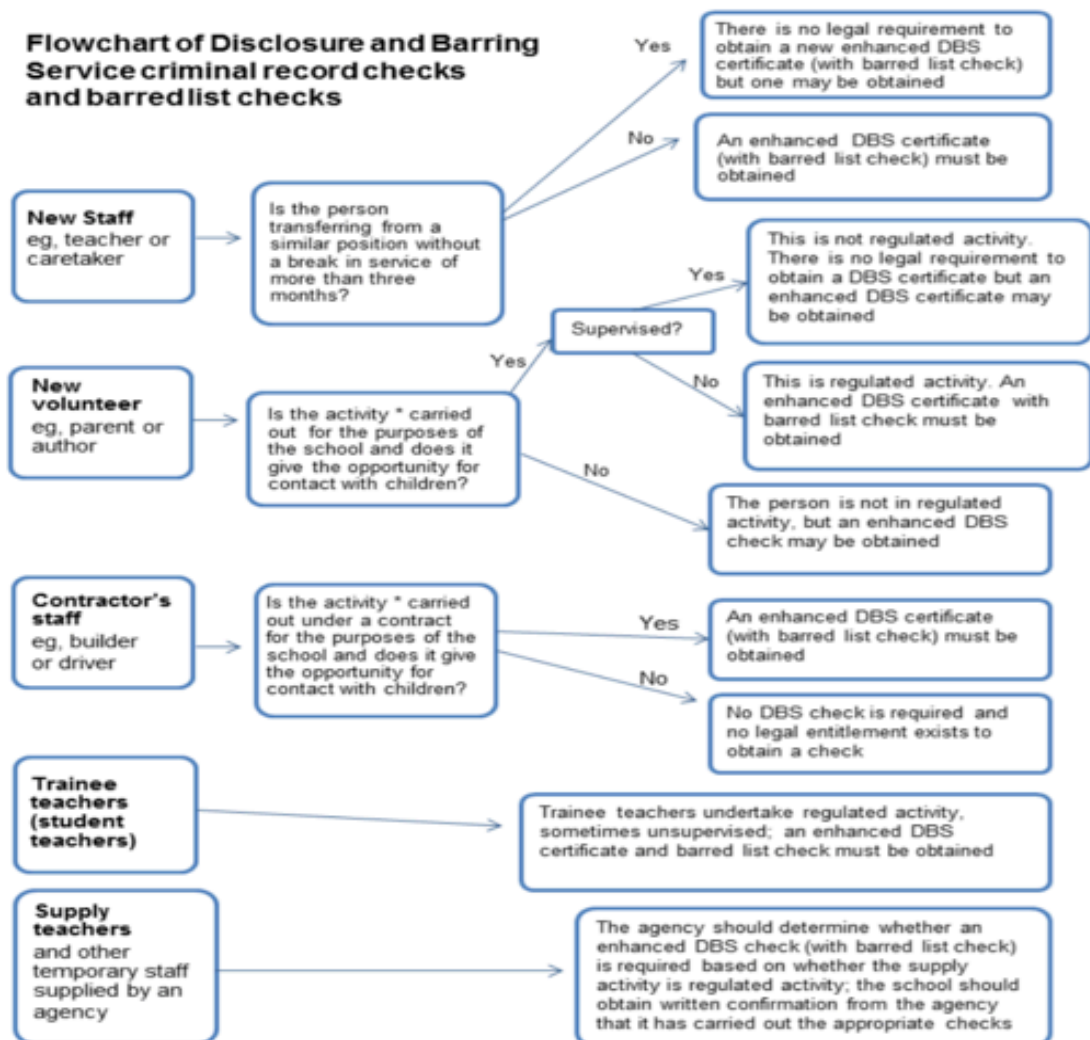 Flowchart of Disclosure and Barring
Service criminal record checks
and barred list checks
Yes
There is no legal requirement to
obtain a new enhanced DBS
certificate (with barred list check)
but one may be obtained
No
An enhanced DBS certificate
(with barred list check) must be
obtained
New Staff
eg, teacher or
caretaker
Is the person
transferring from a
similar position without
a break in service of
more than three
months?
New
volunteer
eg, parent or
author
Is the activity * carried
out for the purposes of
the school and does it
give the opportunity for
contact with children?
Yes
Supervised?
Yes
This is not regulated activity.
There is no legal requirement to
obtain a DBS certificate but an
enhanced DBS certificate may
be obtained
No
This is regulated activity. An
enhanced DBS certificate with
barred list check must be
obtained
No
The person is not in regulated
activity, but an enhanced DBS
check may be obtained
Contractor's
staff
eg, builder
or driver
Is the activity * carried
out under a contract
for the purposes of the
school and does it give
the opportunity for
contact with children?
Yes
An enhanced DBS certificate
(with barred list check) must be
obtained
No
No DBS check is required and
no legal entitlement exists to
obtain a check
Trainee
teachers
(student
teachers)
Trainee teachers undertake regulated activity,
sometimes unsupervised; an enhanced DBS
certificate and barred list check must be obtained
Supply
teachers
and other
temporary staff
supplied by an
agency
The agency should determine whether an
enhanced DBS check (with barred list check)
is required based on whether the supply
activity is regulated activity; the school should
obtain written confirmation from the agency
that it has carried out the appropriate checks